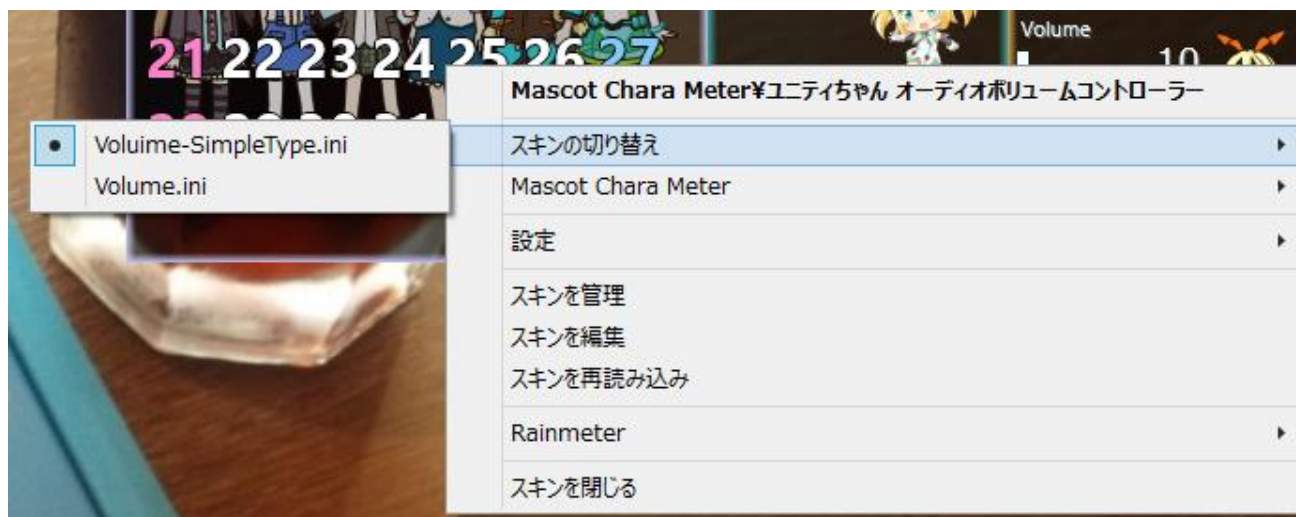 Volume
10
21 22 23 24 25 26 27
Mascot Chara Meter¥ユニティちゃん オーディオボリュームコントローラー
Voluime-SimpleType.ini
Volume.ini
スキンの切り替え
Mascot Chara Meter
設定
スキンを管理
スキンを編集
スキンを再読み込み
Rainmeter
スキンを閉じる